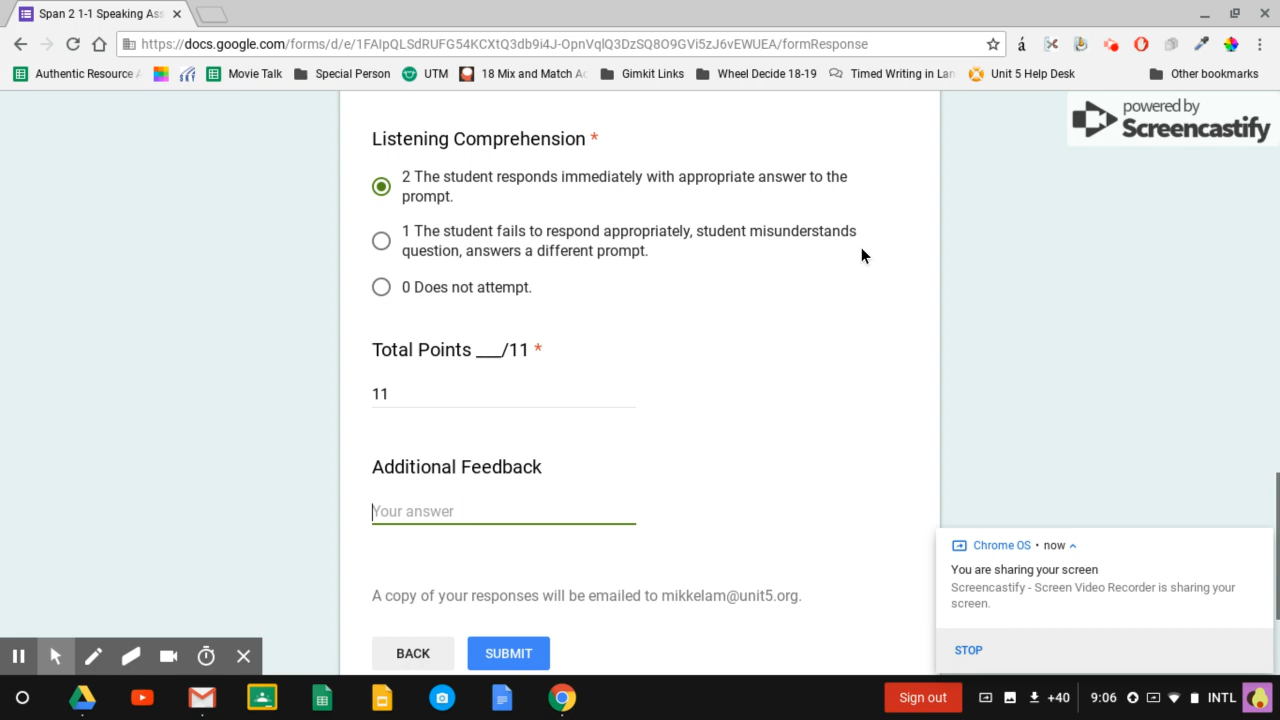 Span 2 1-1 Speaking Ass
https://docs.google.com/forms/d/e/1FAIpQLSdRUFG54KCXtQ3db9i4J-OpnVqlQ3DzSQ8O9GVi5zJ6vEWUEA/formResponse
Authentic Resource A Movie Talk Special Person UTM 18 Mix and Match Ac Gimkit Links Wheel Decide 18-19 Timed Writing in Lan Unit 5 Help Desk Other bookmarks
powered by
Screencastify
Listening Comprehension *
2 The student responds immediately with appropriate answer to the
prompt.
1 The student fails to respond appropriately, student misunderstands
question, answers a different prompt.
0 Does not attempt.
Total Points ___/11 *
11
Additional Feedback
Your answer
Chrome OS • now
You are sharing your screen
Screencastify - Screen Video Recorder is sharing your
screen.
STOP
A copy of your responses will be emailed to mikkelam@unit5.org.
BACK SUBMIT
Sign out +40 9:06 INTL